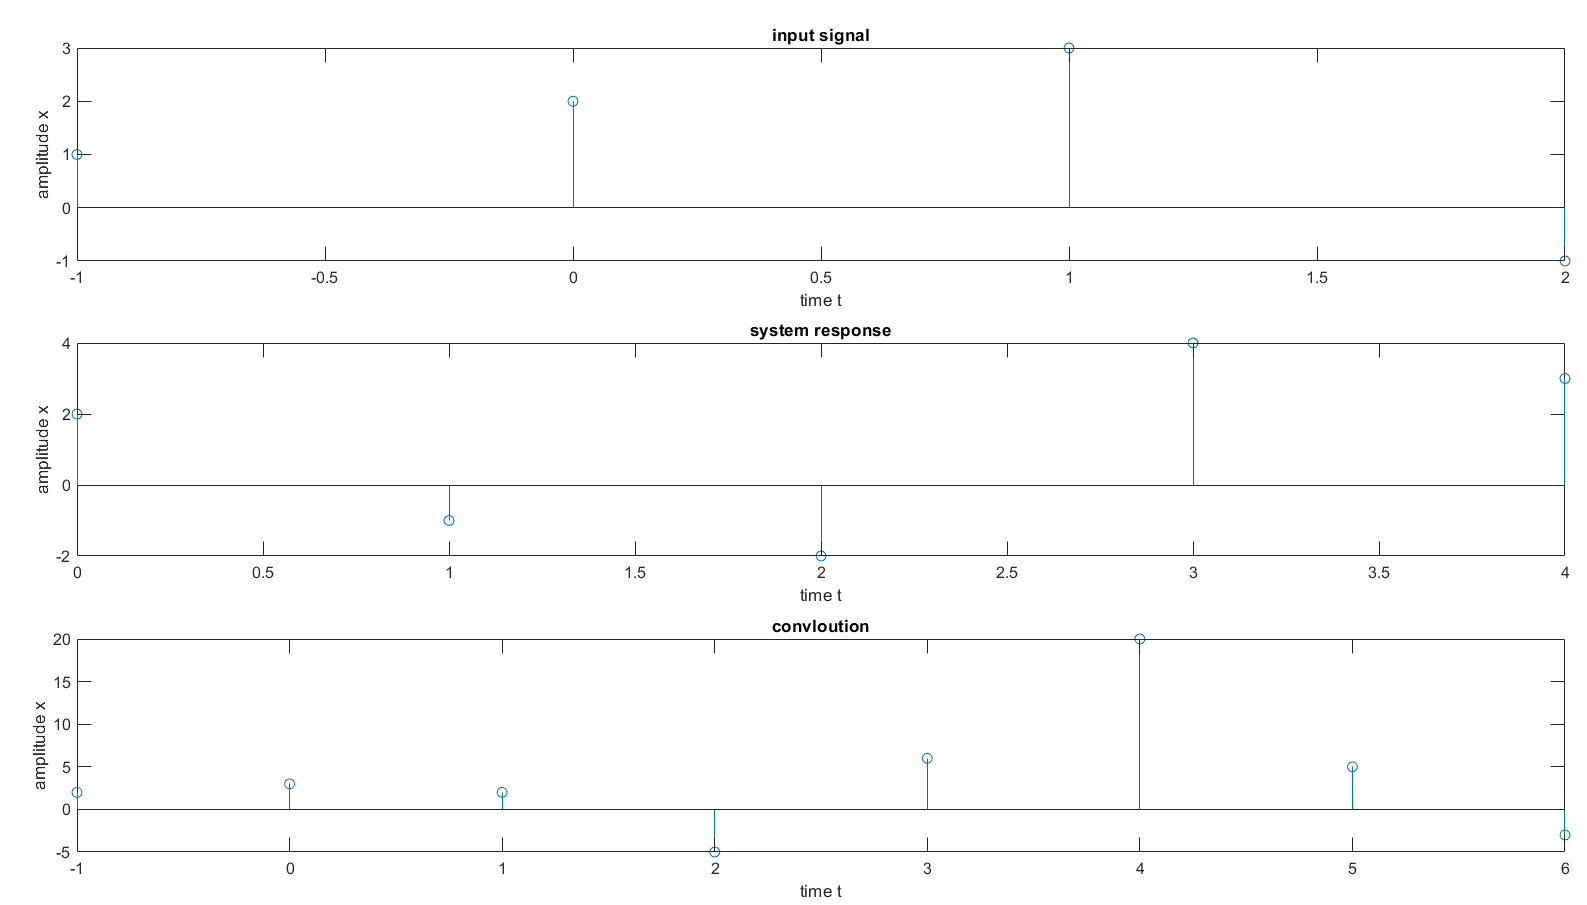 input signal
amplitude x
3
2
1
0
-1
-1 -0.5 0 0.5 1 1.5 2
time t
system response
amplitude x
4
2
0
-2
0 0.5 1 1.5 2 2.5 3 3.5 4
time t
convloution
amplitude x
20
15
10
5
0
-5
-1 0 1 2 3 4 5 6
time t